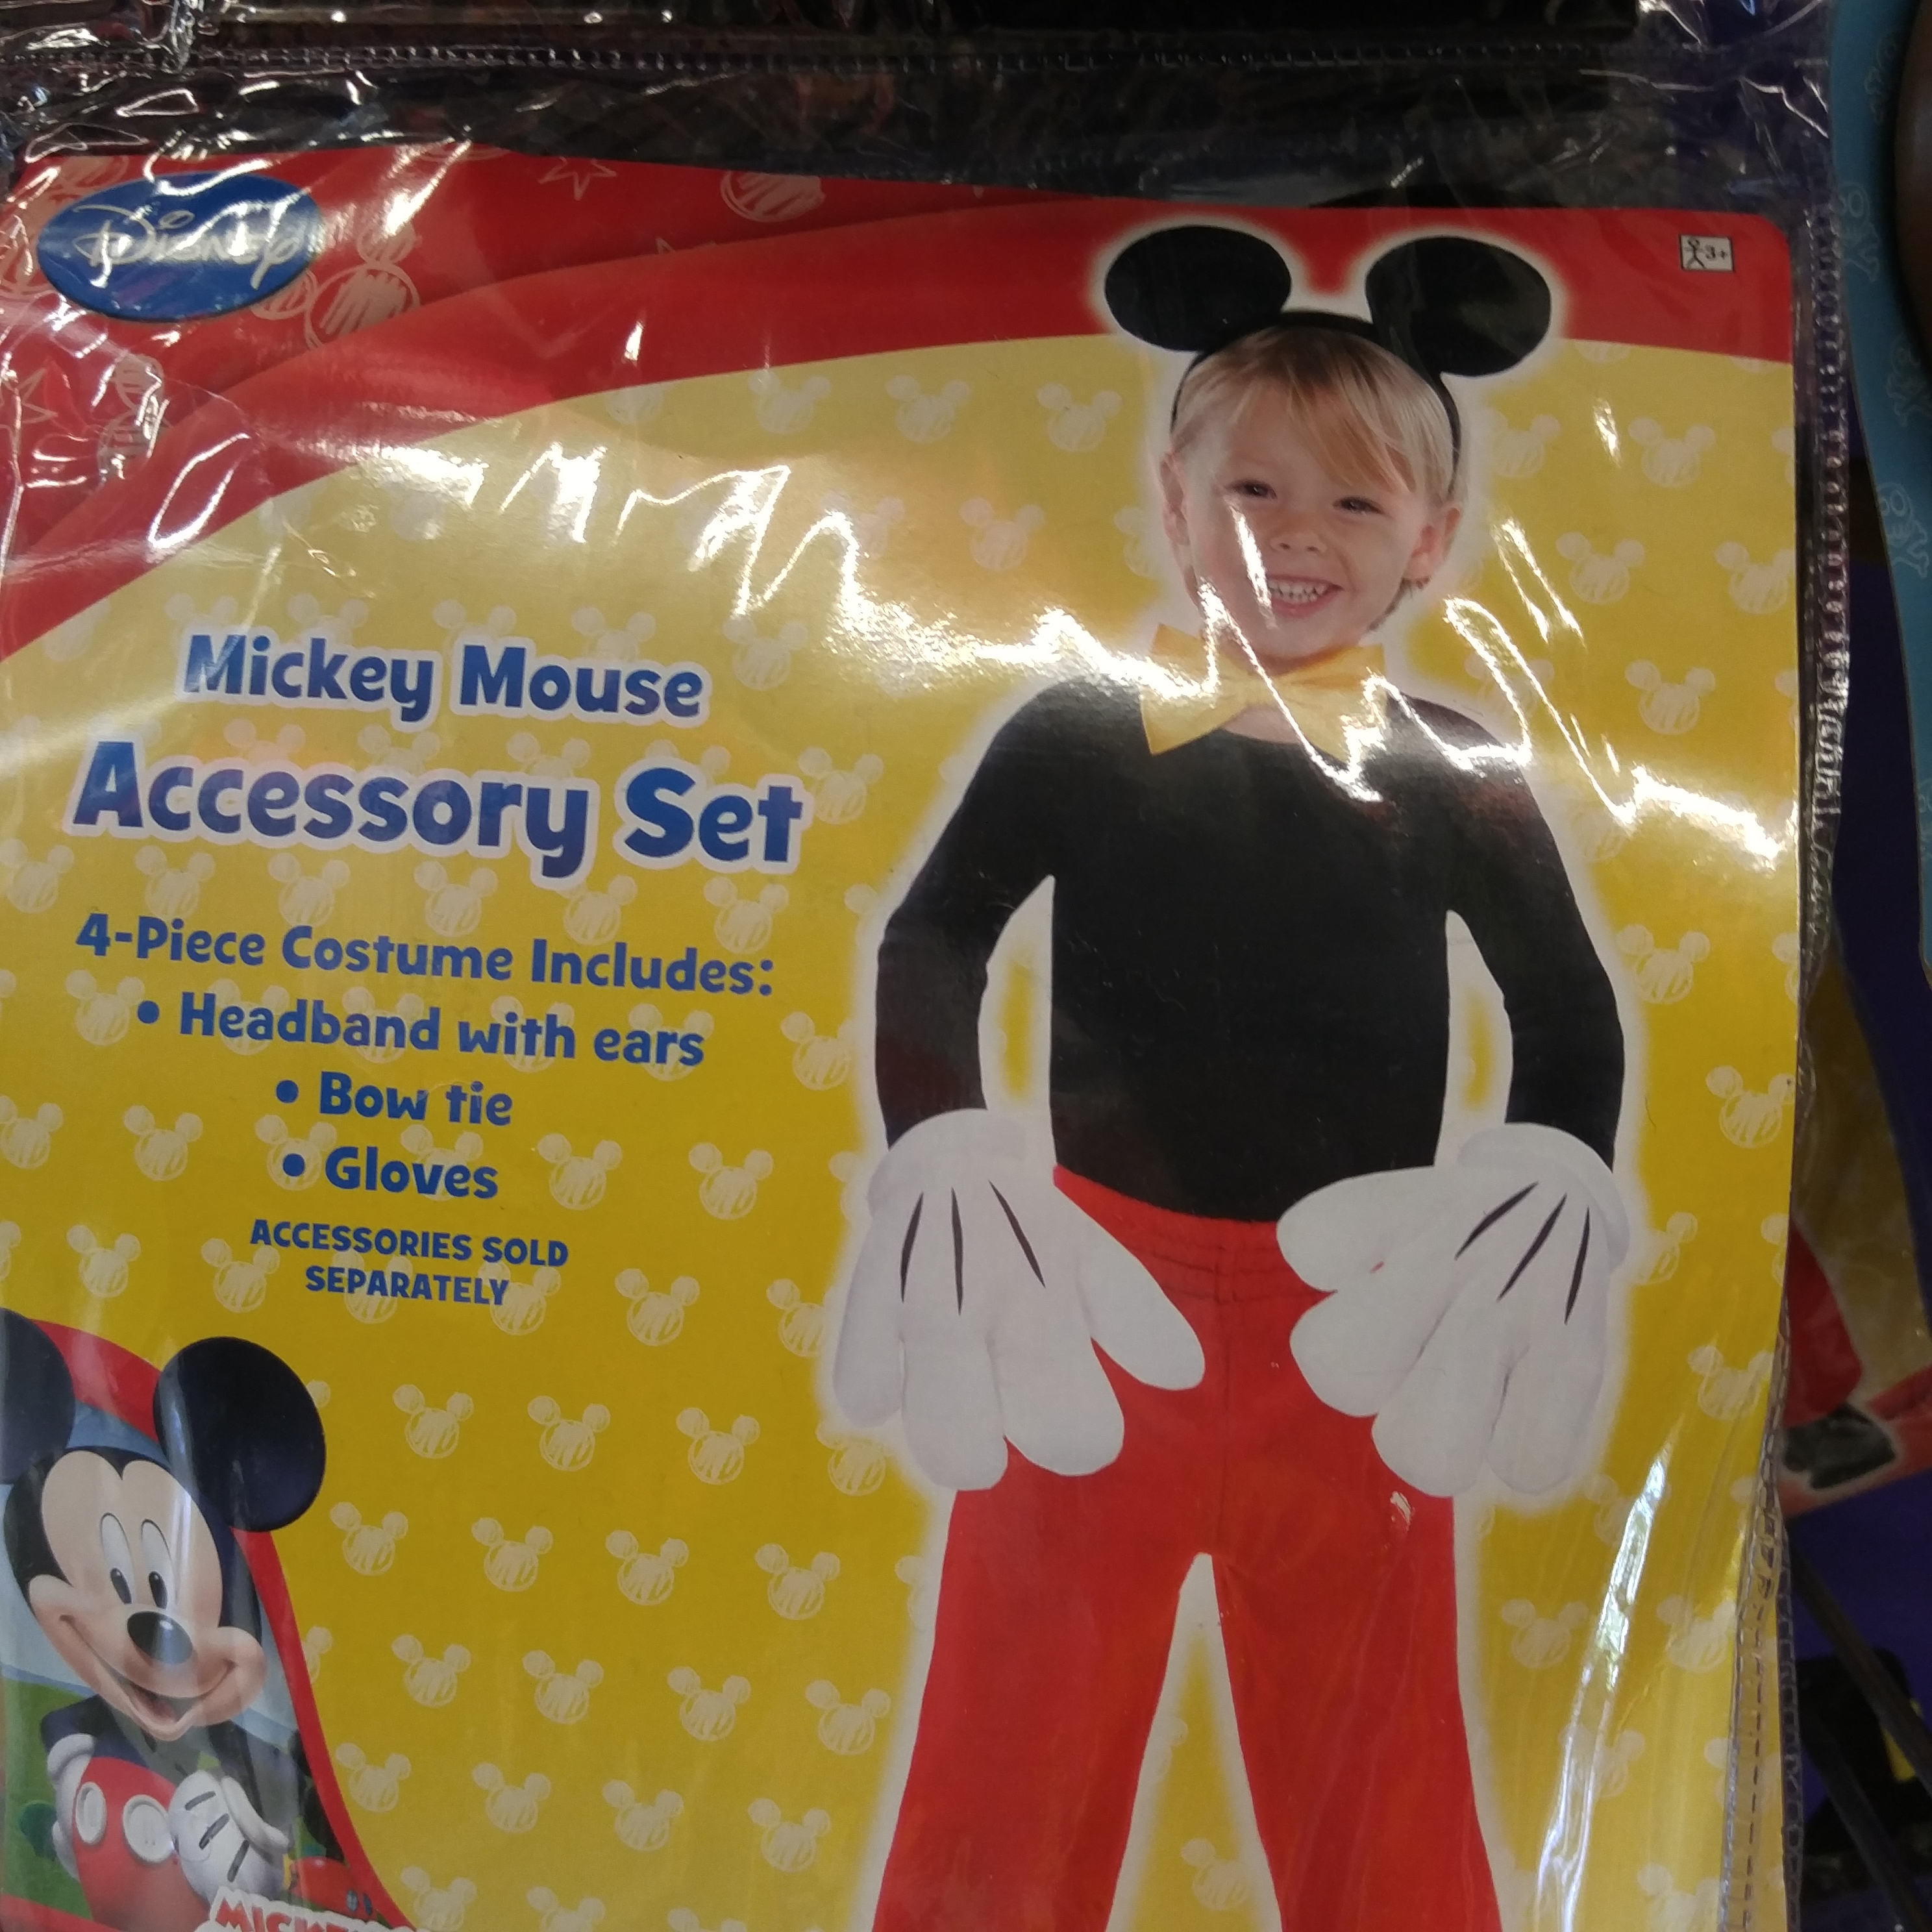 Disney
3+
Mickey Mouse
Accessory Set
4-Piece Costume Includes:
• Headband with ears
• Bow tie
• Gloves
ACCESSORIES SOLD
SEPARATELY